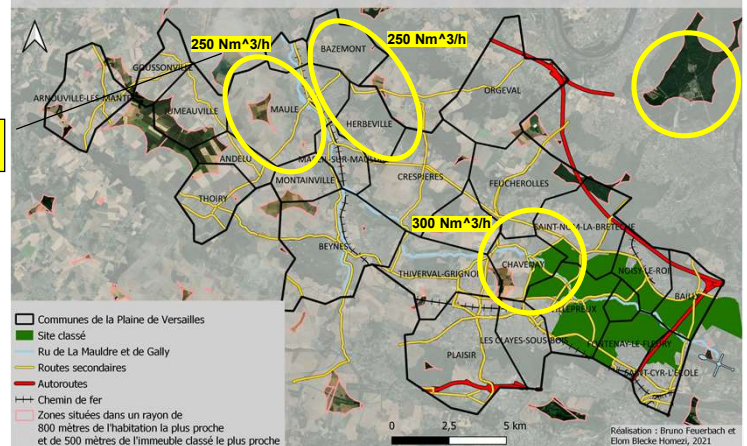 250 Nm^3/h
250 Nm^3/h
BAZEMONT
GOUSSONVILLE
ARNOUVILLE-LES-MANTES
JUMEAUVILLE
MAULE
ORGEVAL
HERBEVILLE
ANDELU
MAREIL-SUR-MAULDRE
MONTAINVILLE
CRESPIERES
FEUCHEROLLES
THOIRY
300 Nm^3/h
SAINT-NOM-LA-BRETECHE
BEYNES
CHAVENAY
THIVERVAL-GRIGNON
NOISY-LE-ROI
BAILLY
VILLEPREUX
LES CLAYES-SOUS-BOIS
FONTENAY-LE-FLEURY
PLAISIR
SAINT-CYR-L'ECOLE
Communes de la Plaine de Versailles
Site classé
Ru de La Mauldre et de Gally
Routes secondaires
Autoroutes
Chemin de fer
Zones situées dans un rayon de
800 mètres de l'habitation la plus proche
et de 500 mètres de l'immeuble classé le plus proche
0 2,5 5 km
Réalisation : Bruno Feuerbach et
Elom Blecke Homezi, 2021